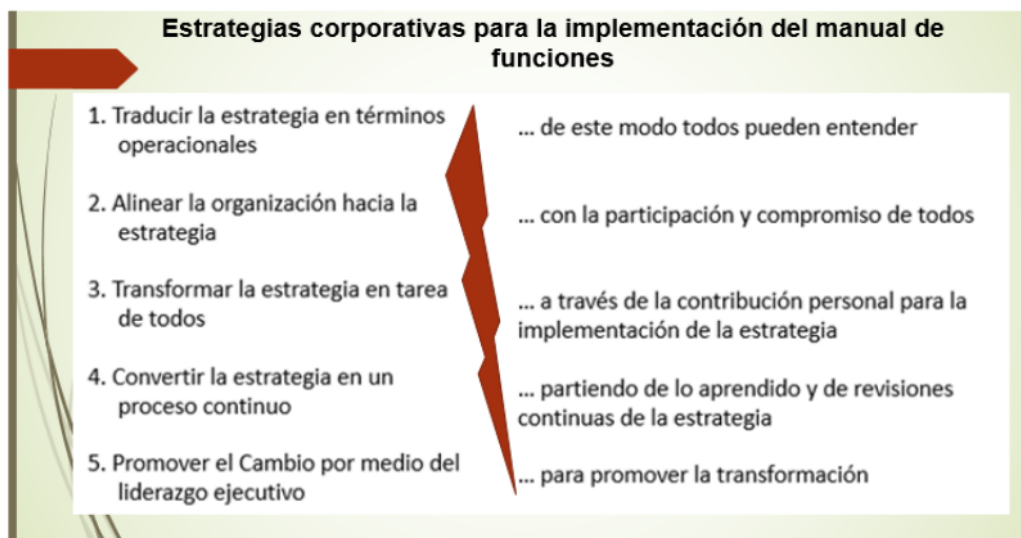 Estrategias corporativas para la implementación del manual de
funciones
1. Traducir la estrategia en términos
operacionales
... de este modo todos pueden entender
2. Alinear la organización hacia la
estrategia
... con la participación y compromiso de todos
3. Transformar la estrategia en tarea
de todos
... a través de la contribución personal para la
implementación de la estrategia
4. Convertir la estrategia en un
proceso continuo
... partiendo de lo aprendido y de revisiones
continuas de la estrategia
5. Promover el Cambio por medio del
liderazgo ejecutivo
... para promover la transformación